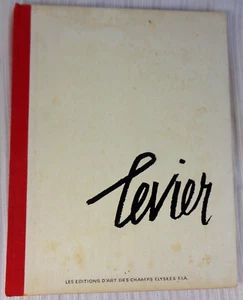 Levier
LES EDITIONS D'ART DES CHAMPS ELYSEES F.I.A.